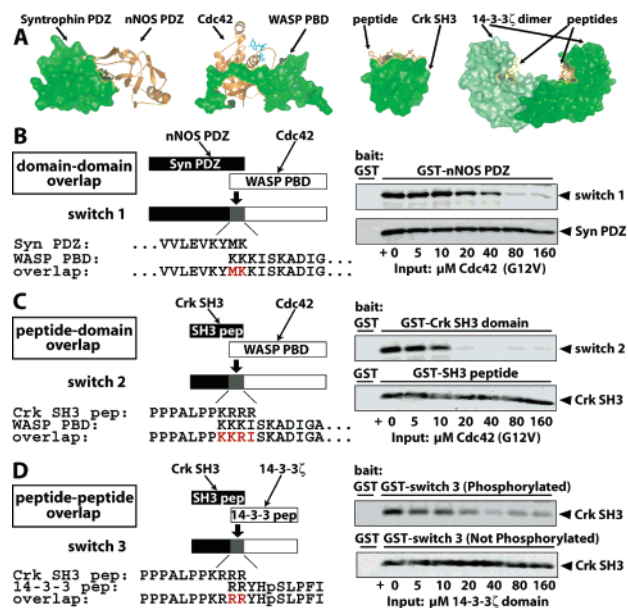 A
Syntrophin PDZ nNOS PDZ Cdc42 WASP PBD peptide Crk SH3 14-3-3ζ dimer peptides
B
domain-domain
overlap
nNOS PDZ Cdc42
Syn PDZ
WASP PBD
switch 1
Syn PDZ: ...VVLEVKYMK
WASP PBD: KKKISKADIG...
overlap: ...VVLEVKYMKKISKADIG...
bait:
GST GST-nNOS PDZ
switch 1
Syn PDZ
+ 0 5 10 20 40 80 160
Input: µM Cdc42 (G12V)
C
peptide-domain
overlap
Crk SH3 Cdc42
SH3 pep
WASP PBD
switch 2
Crk SH3 pep: PPPALPPKRRR
WASP PBD: KKKISKADIGA...
overlap: PPPALPPKKRISKADIGA...
bait:
GST GST-Crk SH3 domain
switch 2
GST-SH3 peptide
Crk SH3
+ 0 5 10 20 40 80 160
Input: µM Cdc42 (G12V)
D
peptide-peptide
overlap
Crk SH3 14-3-3ζ
SH3 pep
14-3-3 pep
switch 3
Crk SH3 pep: PPPALPPKRRR
14-3-3 pep: RRYHpSLPFI
overlap: PPPALPPKRRRYHpSLPFI
bait:
GST GST-switch 3 (Phosphorylated)
Crk SH3
GST GST-switch 3 (Not Phosphorylated)
Crk SH3
+ 0 5 10 20 40 80 160
Input: µM 14-3-3ζ domain